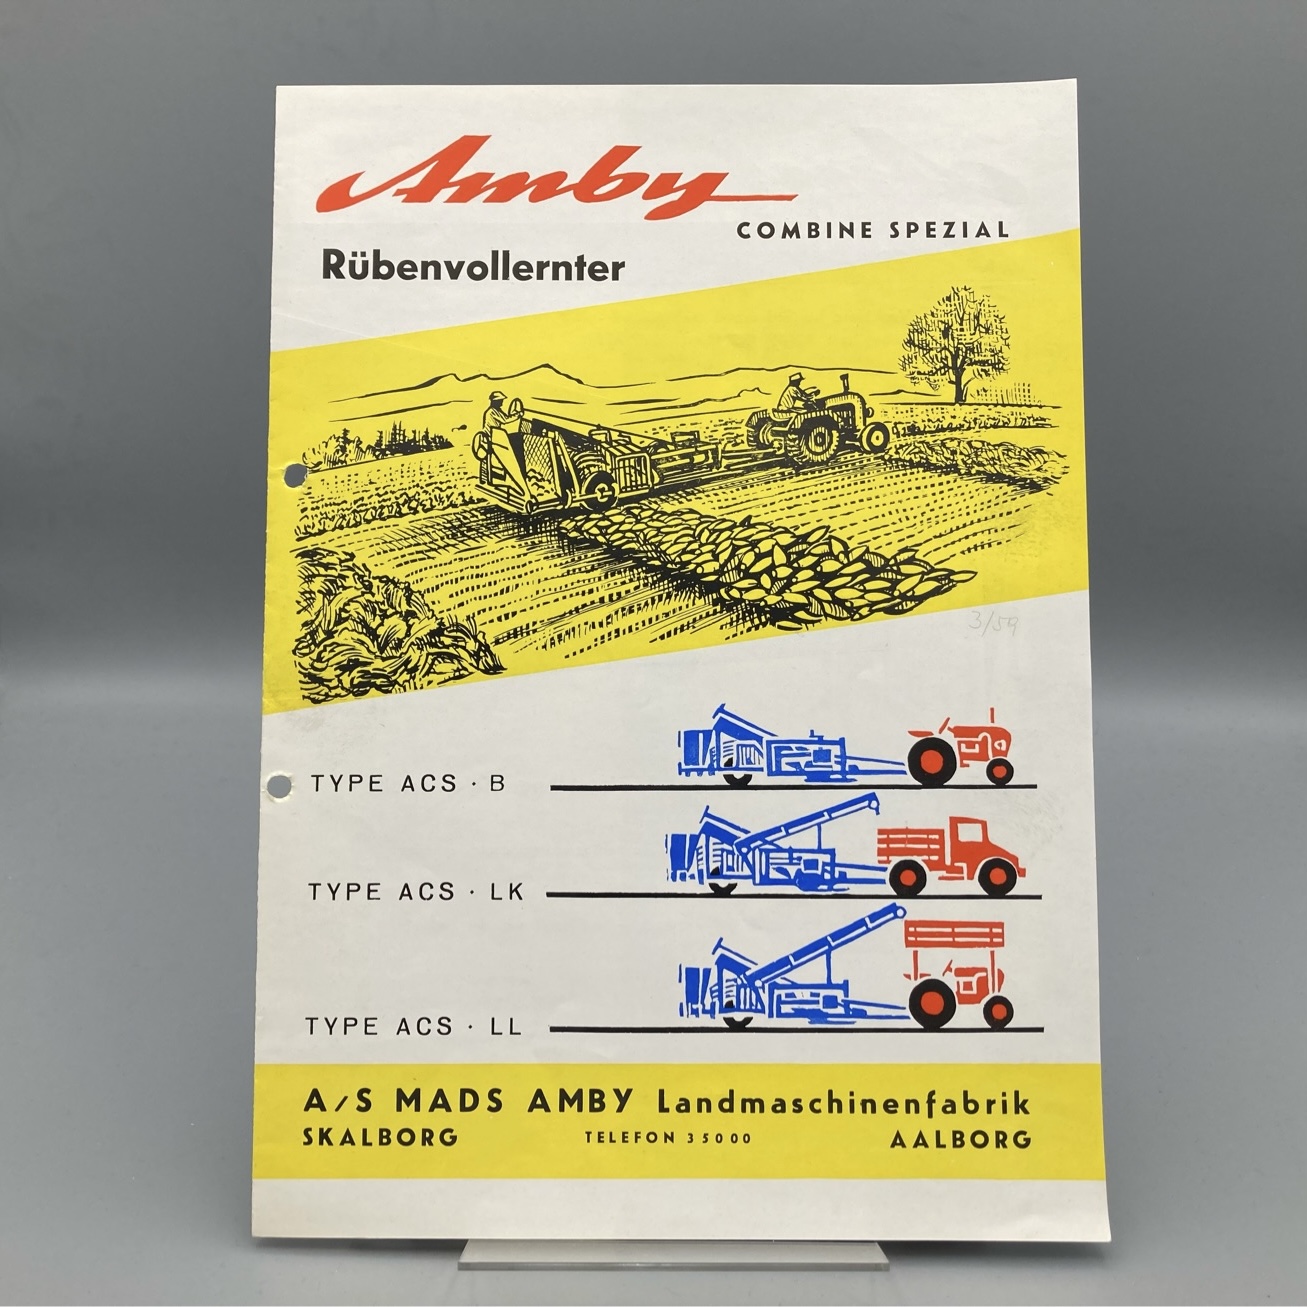 Amby
COMBINE SPEZIAL
Rübenvollernter
3/59
TYPE ACS · B
TYPE ACS · LK
TYPE ACS · LL
A/S MADS AMBY Landmaschinenfabrik
SKALBORG TELEFON 35000 AALBORG